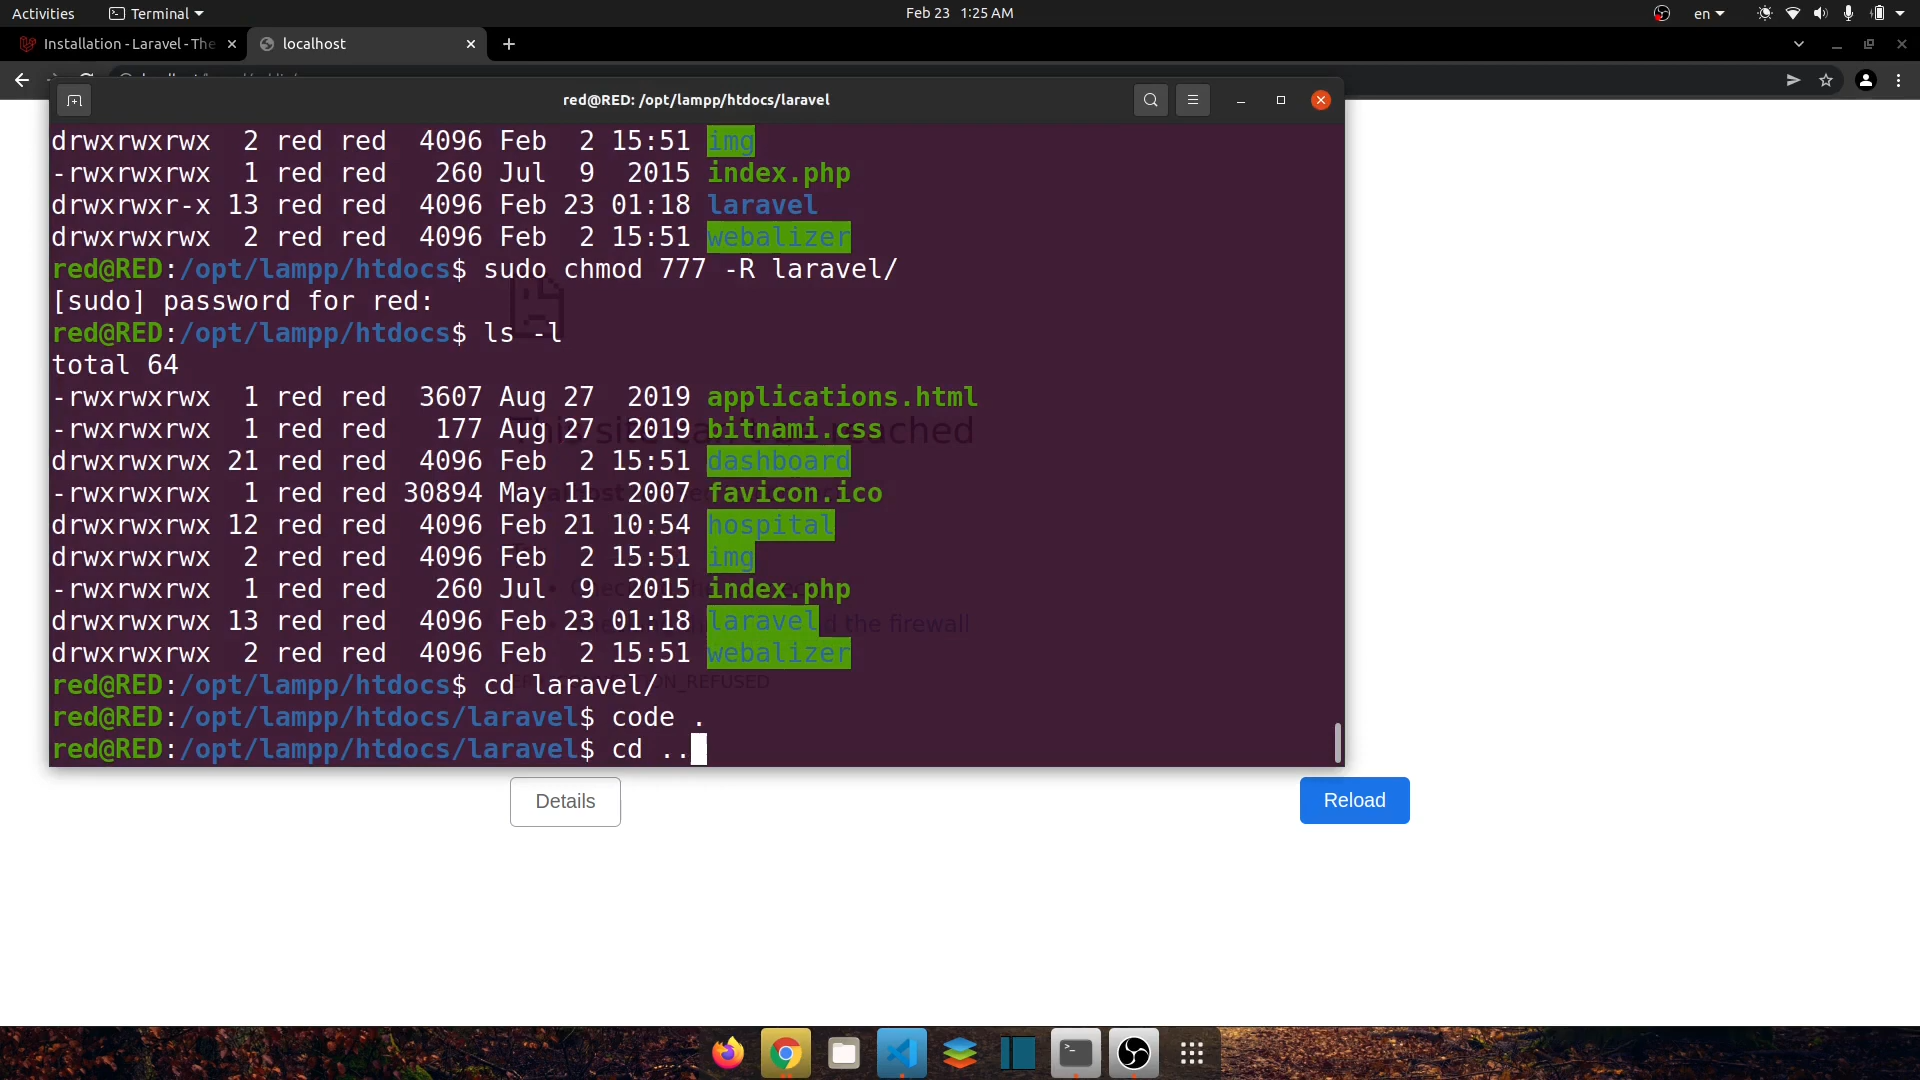 Activities
Terminal
Feb 23 1:25 AM
en
Installation - Laravel - The
localhost
red@RED: /opt/lampp/htdocs/laravel
drwxrwxrwx 2 red red 4096 Feb 2 15:51 img
-rwxrwxrwx 1 red red 260 Jul 9 2015 index.php
drwxrwxr-x 13 red red 4096 Feb 23 01:18 laravel
drwxrwxrwx 2 red red 4096 Feb 2 15:51 webalizer
red@RED:/opt/lampp/htdocs$ sudo chmod 777 -R laravel/
[sudo] password for red:
red@RED:/opt/lampp/htdocs$ ls -l
total 64
-rwxrwxrwx 1 red red 3607 Aug 27 2019 applications.html
-rwxrwxrwx 1 red red 177 Aug 27 2019 bitnami.css
drwxrwxrwx 21 red red 4096 Feb 2 15:51 dashboard
-rwxrwxrwx 1 red red 30894 May 11 2007 favicon.ico
drwxrwxrwx 12 red red 4096 Feb 21 10:54 hospital
drwxrwxrwx 2 red red 4096 Feb 2 15:51 img
-rwxrwxrwx 1 red red 260 Jul 9 2015 index.php
drwxrwxrwx 13 red red 4096 Feb 23 01:18 laravel
drwxrwxrwx 2 red red 4096 Feb 2 15:51 webalizer
red@RED:/opt/lampp/htdocs$ cd laravel/
red@RED:/opt/lampp/htdocs/laravel$ code .
red@RED:/opt/lampp/htdocs/laravel$ cd ..
This site can't be reached
the firewall
Details
Reload